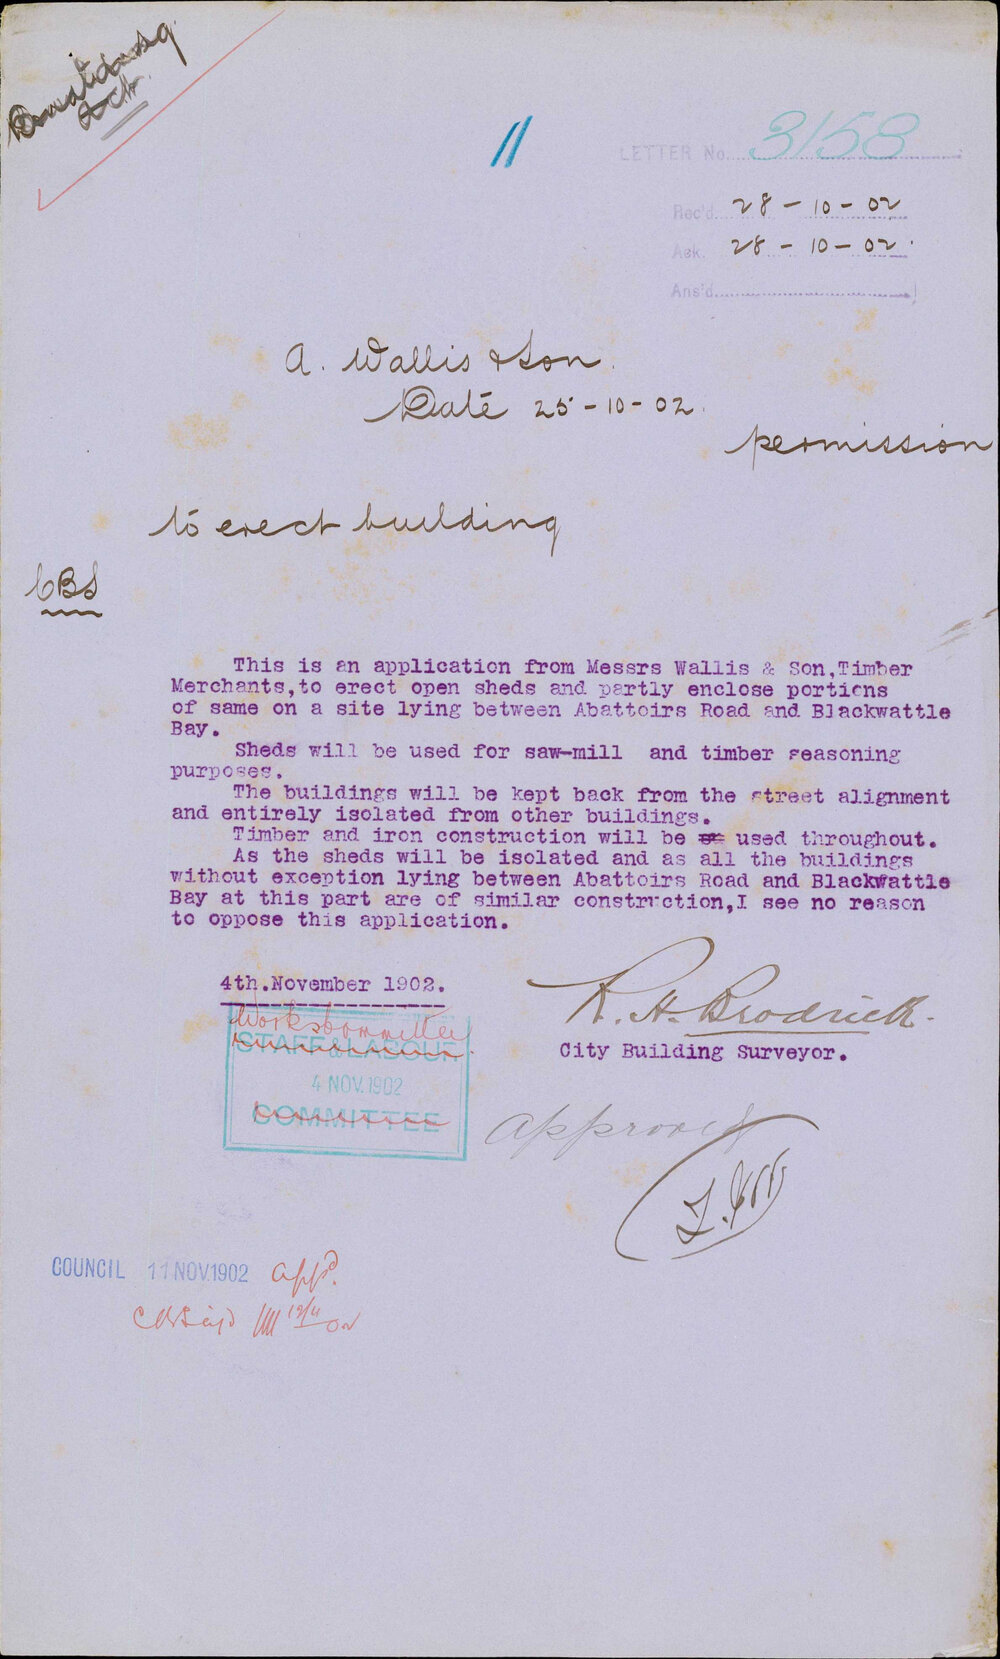 Act.
11
LETTER No. 3158
Rec'd. 28-10-02
Ack. 28-10-02.
Ans'd.
A. Wallis & Son.
Date 25-10-02.
permission
to erect building
CBS
This is an application from Messrs Wallis & Son,Timber
Merchants,to erect open sheds and partly enclose portions
of same on a site lying between Abattoirs Road and Blackwattle
Bay.
Sheds will be used for saw-mill and timber seasoning
purposes.
The buildings will be kept back from the street alignment
and entirely isolated from other buildings.
Timber and iron construction will be used throughout.
As the sheds will be isolated and as all the buildings
without exception lying between Abattoirs Road and Blackwattle
Bay at this part are of similar construction,I see no reason
to oppose this application.
4th.November 1902.
R. H. Brodrick.
City Building Surveyor.
Works Committee
STAFF & LABOUR
4 NOV.1902
COMMITTEE
Approved
COUNCIL 11 NOV.1902 appd.
12/11/02